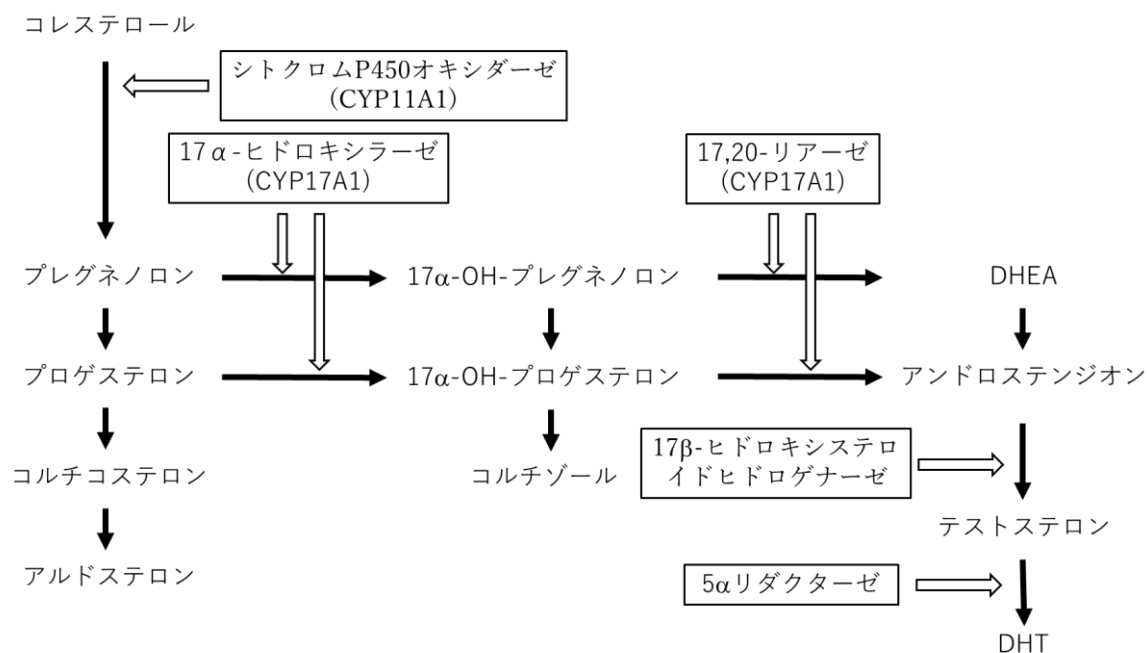 コレステロール
シトクロムP450オキシダーゼ
(CYP11A1)
17α-ヒドロキシラーゼ
(CYP17A1)
17,20-リアーゼ
(CYP17A1)
プレグネノロン
17α-OH-プレグネノロン
DHEA
プロゲステロン
17α-OH-プロゲステロン
アンドロステンジオン
コルチコステロン
コルチゾール
17β-ヒドロキシステロ
イドヒドロゲナーゼ
テストステロン
アルドステロン
5αリダクターゼ
DHT